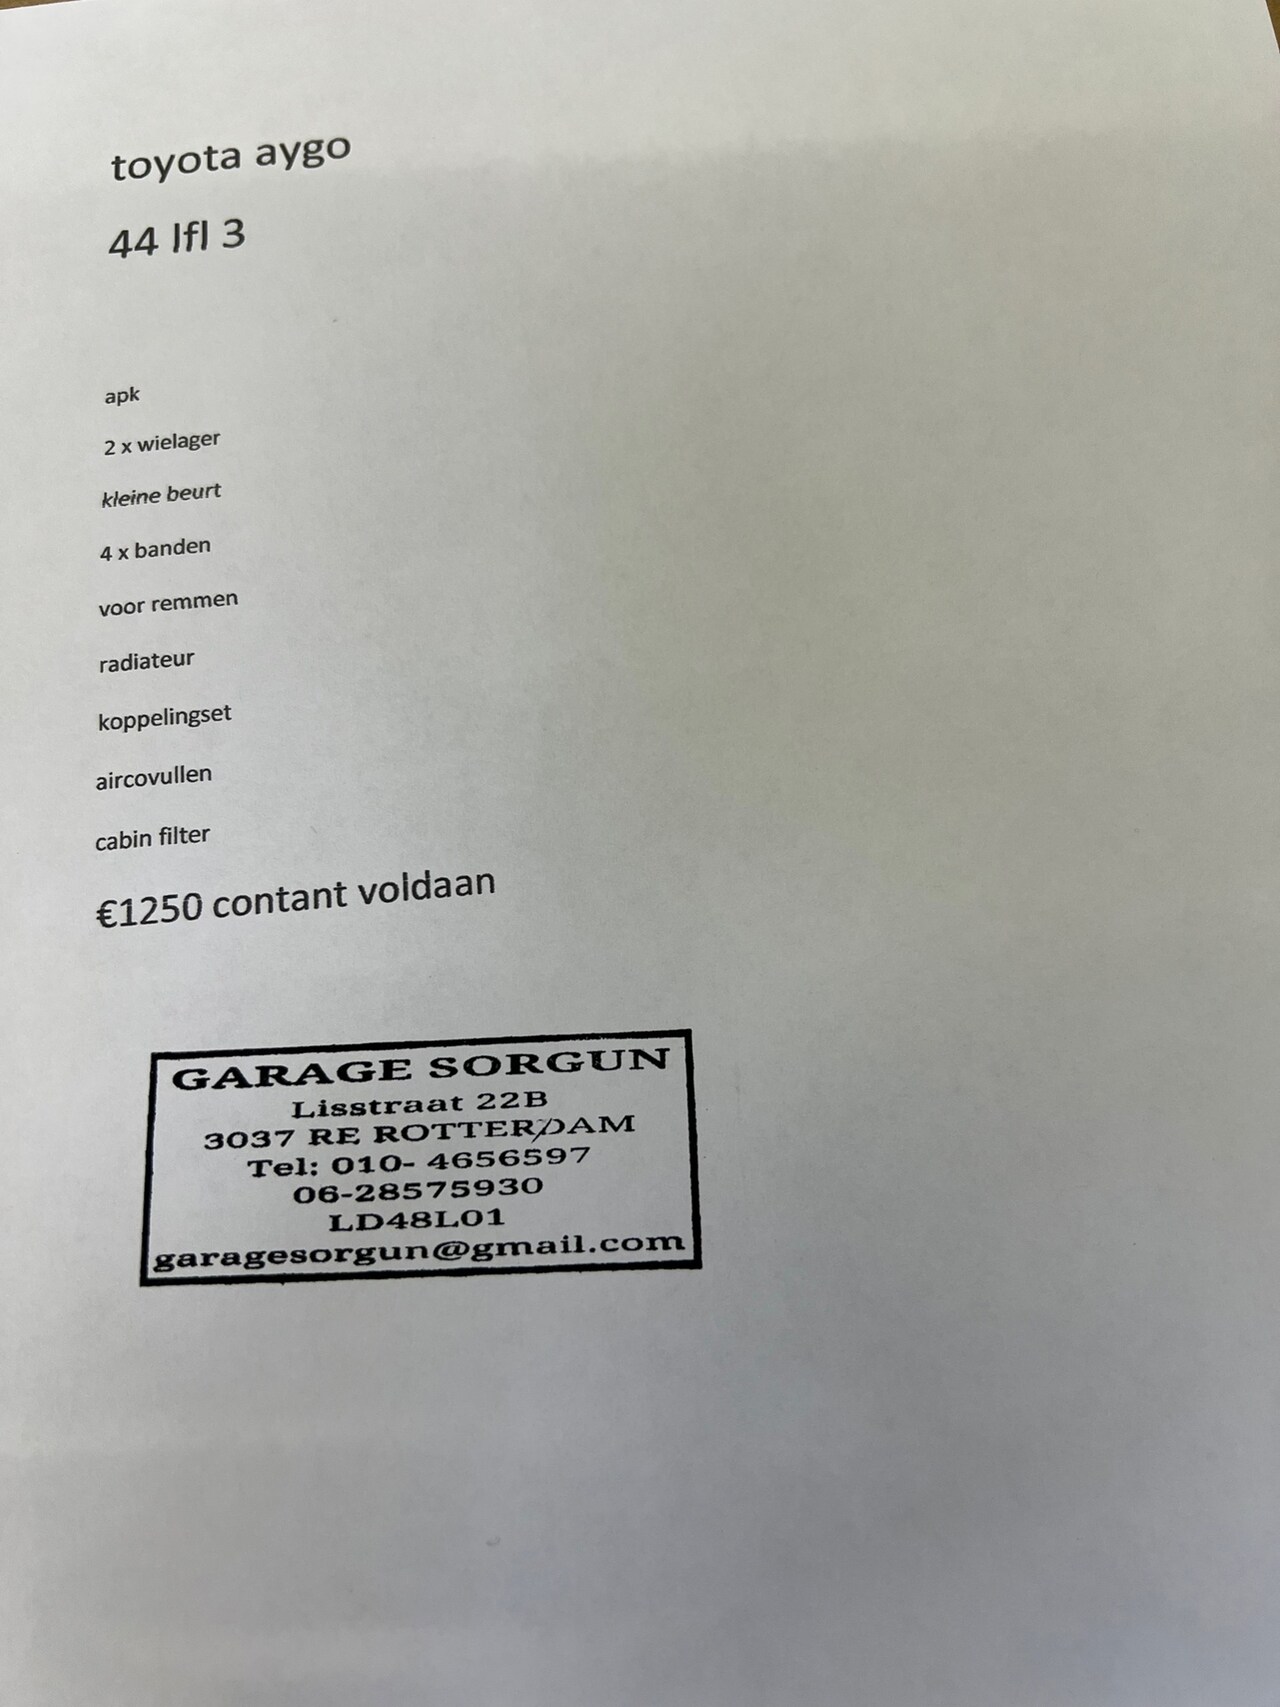 toyota aygo
44 lfl 3
apk
2 x wielager
kleine beurt
4 x banden
voor remmen
radiateur
koppelingset
aircovullen
cabin filter
€1250 contant voldaan
GARAGE SORGUN
Lisstraat 22B
3037 RE ROTTERDAM
Tel: 010- 4656597
06-28575930
LD48L01
garagesorgun@gmail.com